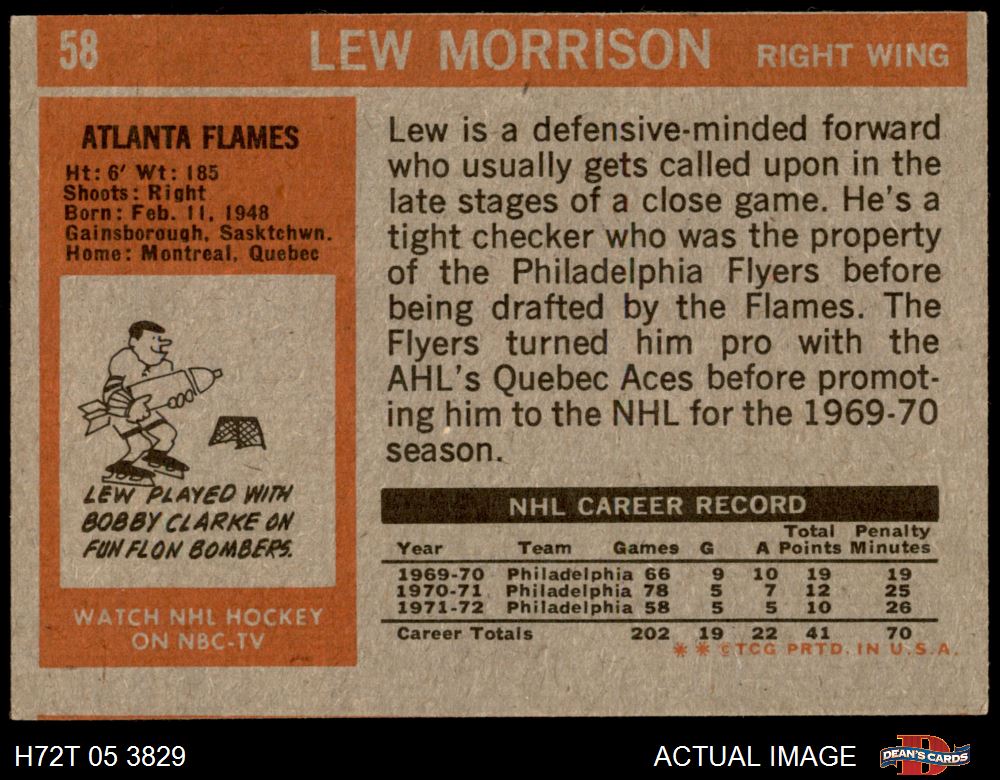 58 LEW MORRISON RIGHT WING
ATLANTA FLAMES
Ht: 6' Wt: 185
Shoots: Right
Born: Feb. 11, 1948
Gainsborough, Sasktchwn.
Home: Montreal, Quebec
LEW PLAYED WITH
BOBBY CLARKE ON
FUN FLON BOMBERS.
WATCH NHL HOCKEY
ON NBC-TV
Lew is a defensive-minded forward
who usually gets called upon in the
late stages of a close game. He's a
tight checker who was the property
of the Philadelphia Flyers before
being drafted by the Flames. The
Flyers turned him pro with the
AHL's Quebec Aces before promot-
ing him to the NHL for the 1969-70
season.
NHL CAREER RECORD
Total Penalty
Year Team Games G A Points Minutes
1969-70 Philadelphia 66 9 10 19 19
1970-71 Philadelphia 78 5 7 12 25
1971-72 Philadelphia 58 5 5 10 26
Career Totals 202 19 22 41 70
* * ©TCG PRTD. IN U.S.A.
H72T 05 3829 ACTUAL IMAGE DEAN'S CARDS